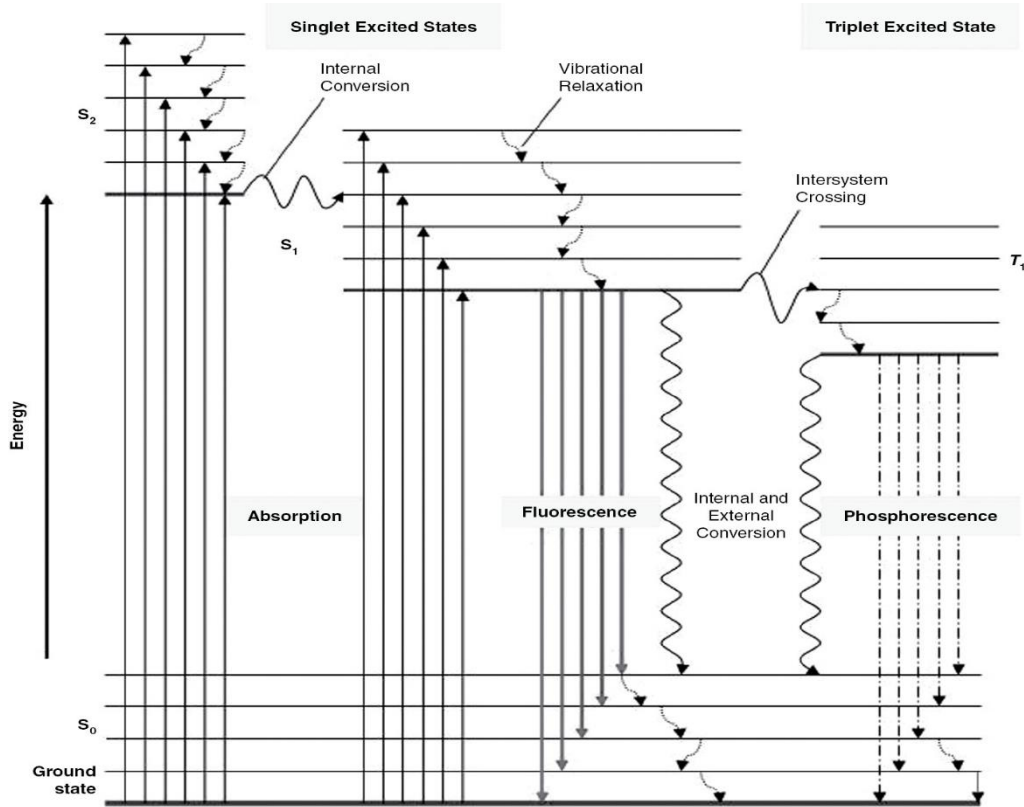 Singlet Excited States
Triplet Excited State
Internal
Conversion
Vibrational
Relaxation
S2
Intersystem
Crossing
S1
T1
Energy
Absorption
Fluorescence
Internal and
External
Conversion
Phosphorescence
S0
Ground
state